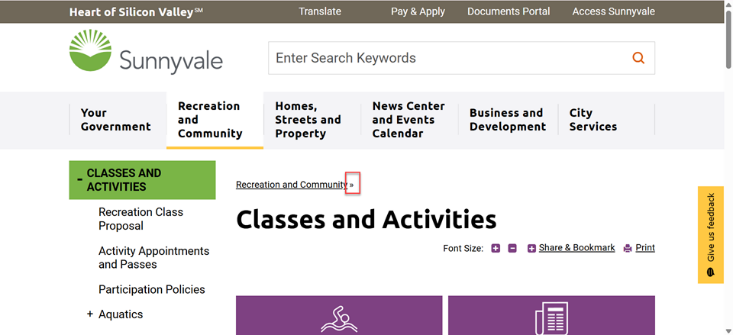 Heart of Silicon Valley℠
Translate
Pay & Apply
Documents Portal
Access Sunnyvale
Sunnyvale
Enter Search Keywords
Your
Government
Recreation
and
Community
Homes,
Streets and
Property
News Center
and Events
Calendar
Business and
Development
City
Services
- CLASSES AND
ACTIVITIES
Recreation Class
Proposal
Activity Appointments
and Passes
Participation Policies
+ Aquatics
Recreation and Community »
Classes and Activities
Font Size: + - + Share & Bookmark Print
Give us feedback